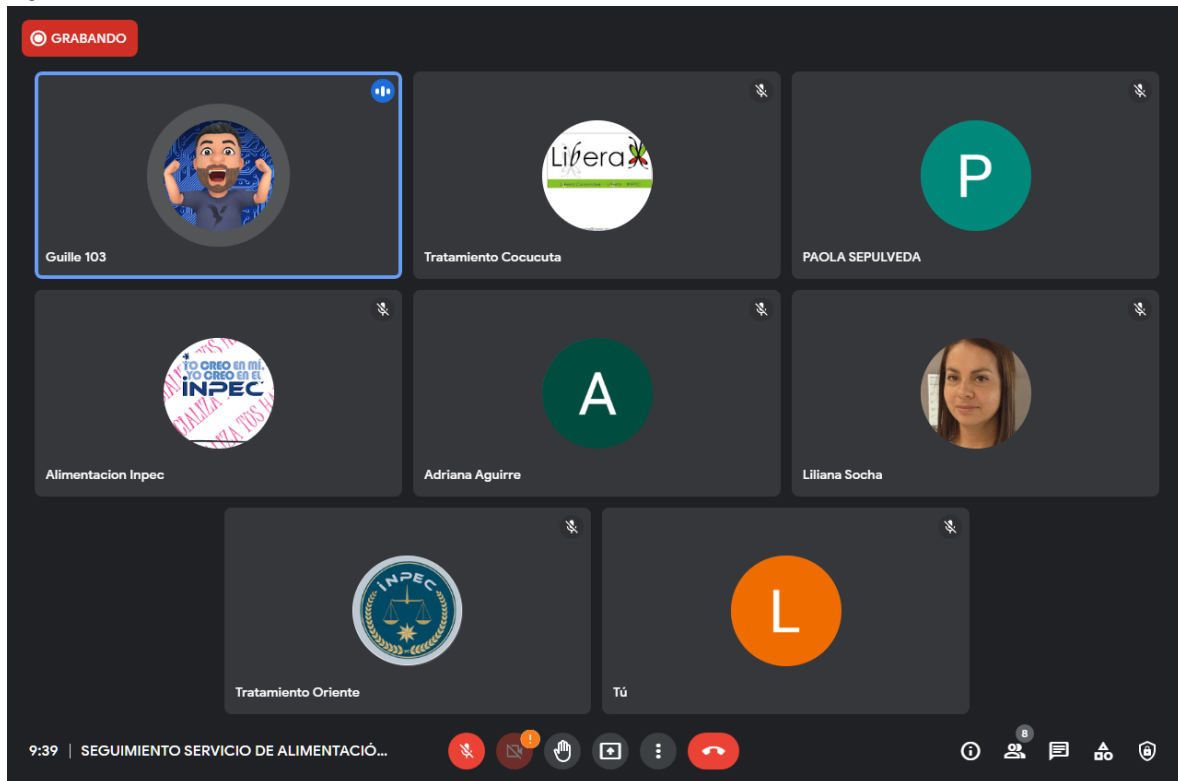 GRABANDO
Guille 103
Libera
Tratamiento Cocucuta
P
PAOLA SEPULVEDA
YO CREO EN MÍ,
YO CREO EN EL
INPEC
Alimentacion Inpec
A
Adriana Aguirre
Liliana Socha
INPEC
Tratamiento Oriente
L
Tú
9:39 | SEGUIMIENTO SERVICIO DE ALIMENTACIÓ...
!
8